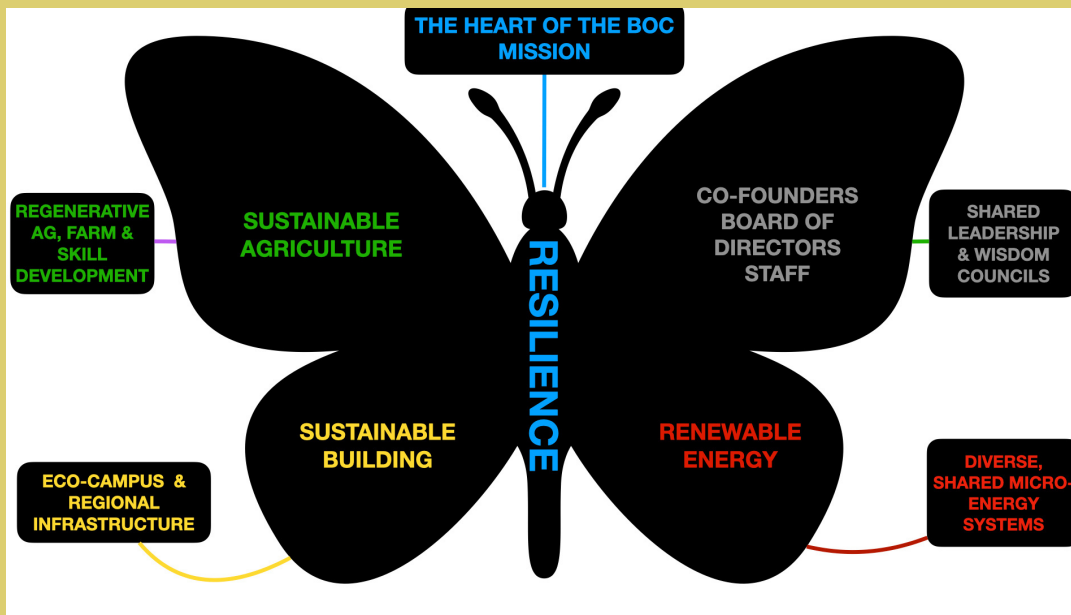 THE HEART OF THE BOC
MISSION
REGENERATIVE
AG, FARM &
SKILL
DEVELOPMENT
SUSTAINABLE
AGRICULTURE
RESILIENCE
CO-FOUNDERS
BOARD OF
DIRECTORS
STAFF
SHARED
LEADERSHIP
& WISDOM
COUNCILS
ECO-CAMPUS &
REGIONAL
INFRASTRUCTURE
SUSTAINABLE
BUILDING
RENEWABLE
ENERGY
DIVERSE,
SHARED MICRO-
ENERGY
SYSTEMS